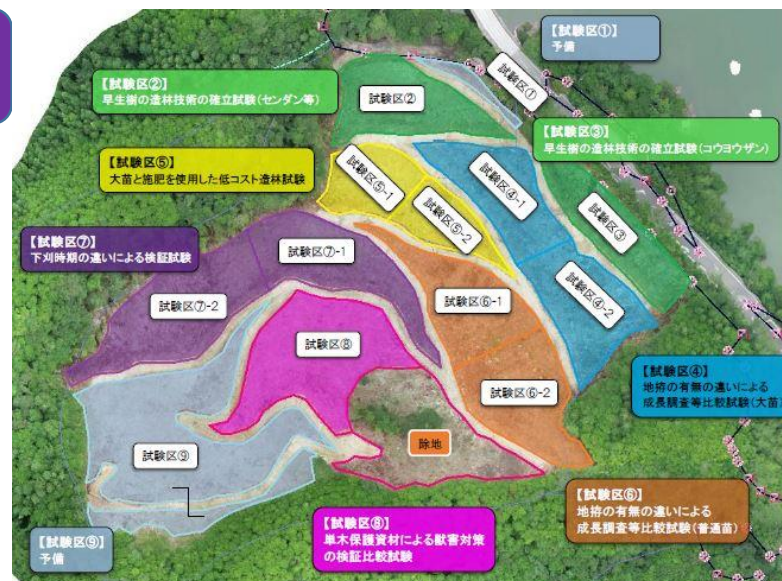 【試験区①】
予備
【試験区②】
早生樹の造林技術の確立試験(センダン等)
試験区②
試験区①
【試験区③】
早生樹の造林技術の確立試験(コウヨウザン)
【試験区⑤】
大苗と施肥を使用した低コスト造林試験
試験区⑤-1
試験区⑤-2
試験区④-1
試験区③
【試験区⑦】
下刈時期の違いによる検証試験
試験区⑦-1
試験区⑦-2
試験区⑥-1
試験区④-2
試験区⑧
試験区⑥-2
【試験区④】
地拵の有無の違いによる
成長調査等比較試験(大苗)
試験区⑨
除地
【試験区⑥】
地拵の有無の違いによる
成長調査等比較試験(普通苗)
【試験区⑧】
単木保護資材による獣害対策
の検証比較試験
【試験区⑨】
予備